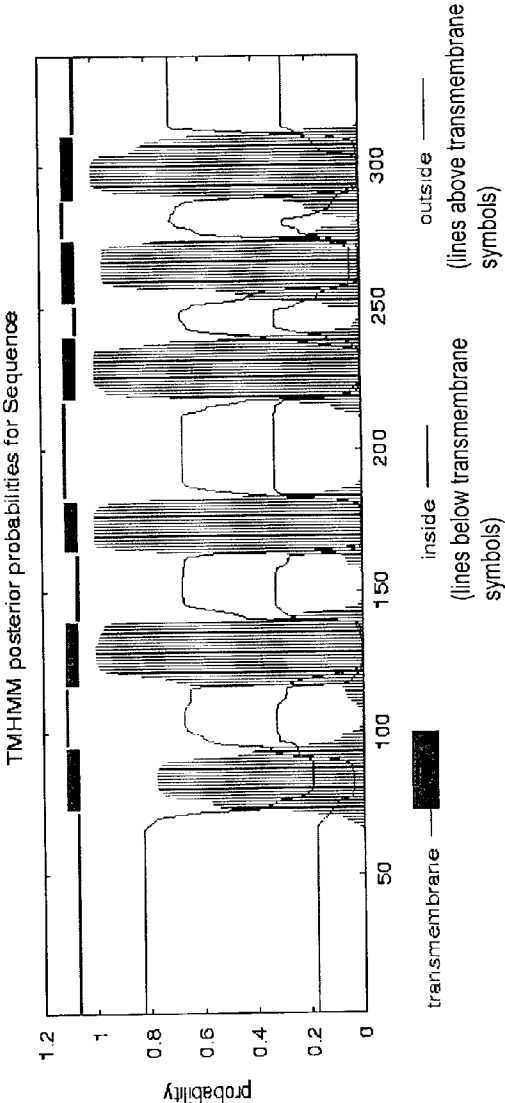 TMHMM posterior probabilities for Sequence
probability
1.2
1
0.8
0.6
0.4
0.2
0
50
100
150
200
250
300
transmembrane
inside
(lines below transmembrane
symbols)
outside
(lines above transmembrane
symbols)